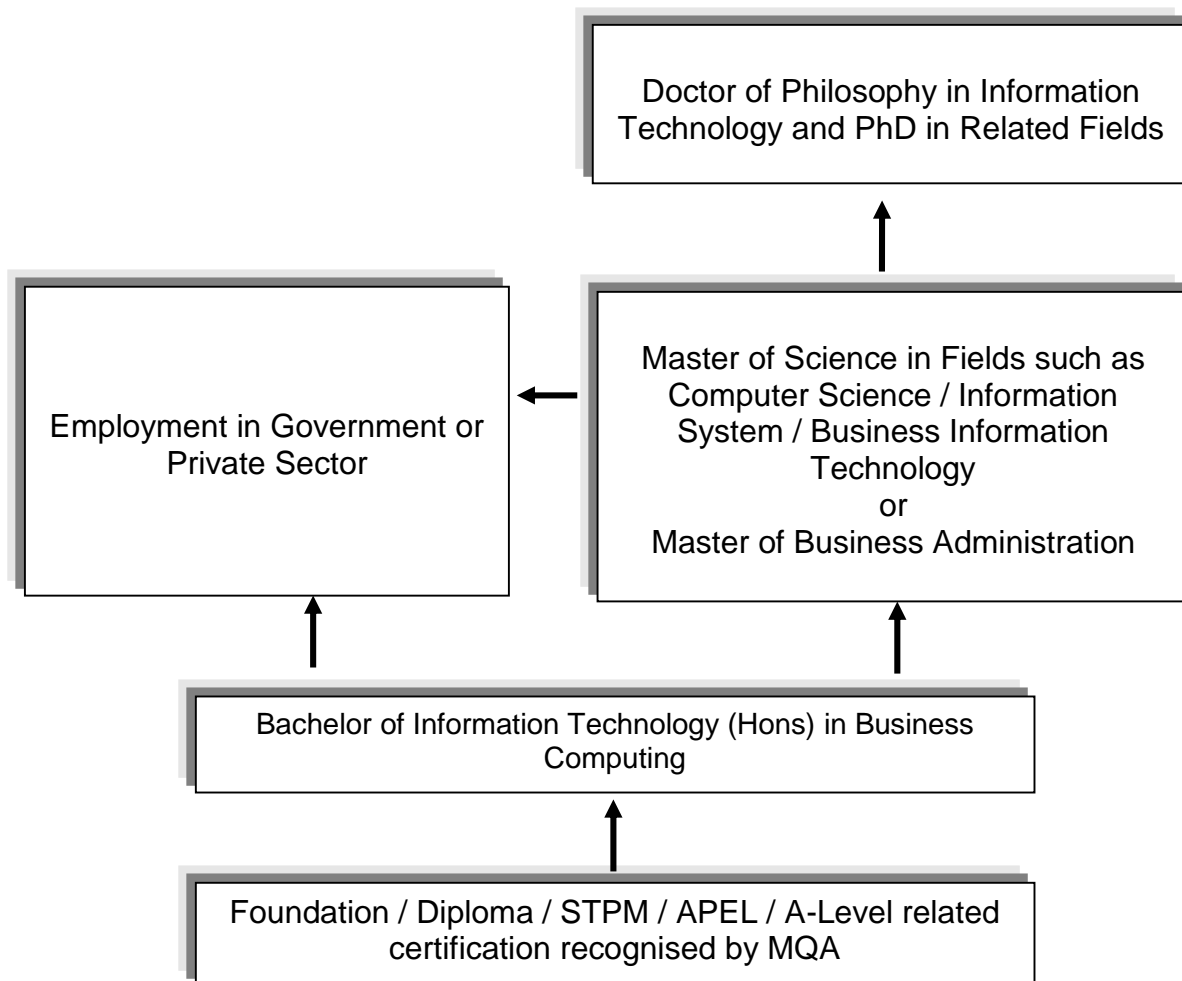 Doctor of Philosophy in Information
Technology and PhD in Related Fields
Employment in Government or
Private Sector
Master of Science in Fields such as
Computer Science / Information
System / Business Information
Technology
or
Master of Business Administration
Bachelor of Information Technology (Hons) in Business
Computing
Foundation / Diploma / STPM / APEL / A-Level related
certification recognised by MQA